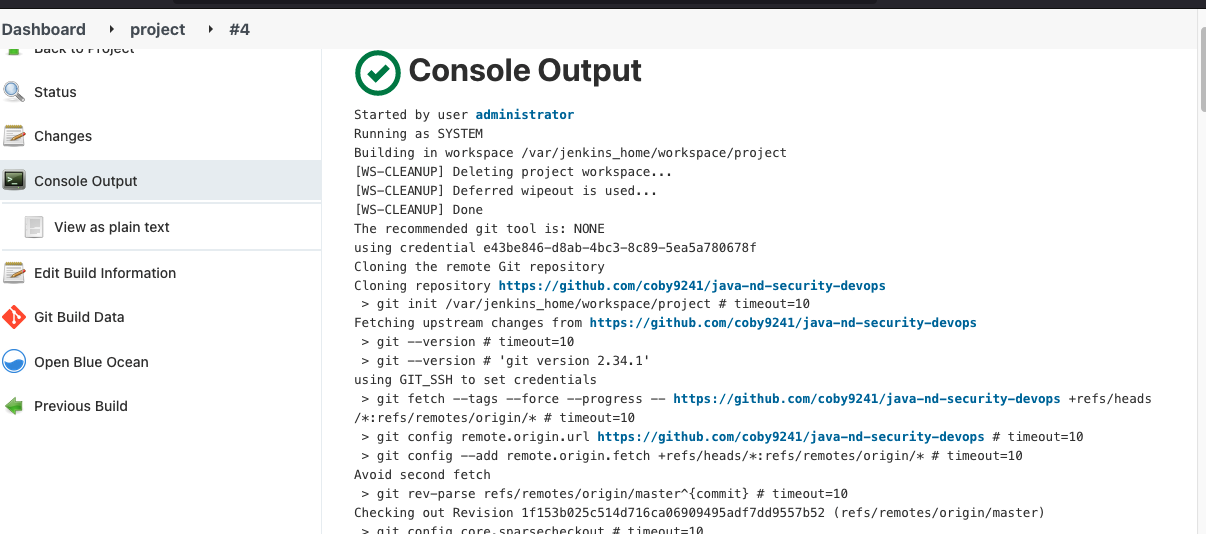 Dashboard project #4
Back to Project
Status
Changes
Console Output
View as plain text
Edit Build Information
Git Build Data
Open Blue Ocean
Previous Build
Console Output
Started by user administrator
Running as SYSTEM
Building in workspace /var/jenkins_home/workspace/project
[WS-CLEANUP] Deleting project workspace...
[WS-CLEANUP] Deferred wipeout is used...
[WS-CLEANUP] Done
The recommended git tool is: NONE
using credential e43be846-d8ab-4bc3-8c89-5ea5a780678f
Cloning the remote Git repository
Cloning repository https://github.com/coby9241/java-nd-security-devops
> git init /var/jenkins_home/workspace/project # timeout=10
Fetching upstream changes from https://github.com/coby9241/java-nd-security-devops
> git --version # timeout=10
> git --version # 'git version 2.34.1'
using GIT_SSH to set credentials
> git fetch --tags --force --progress -- https://github.com/coby9241/java-nd-security-devops +refs/heads
/*:refs/remotes/origin/* # timeout=10
> git config remote.origin.url https://github.com/coby9241/java-nd-security-devops # timeout=10
> git config --add remote.origin.fetch +refs/heads/*:refs/remotes/origin/* # timeout=10
Avoid second fetch
> git rev-parse refs/remotes/origin/master^{commit} # timeout=10
Checking out Revision 1f153b025c514d716ca06909495adf7dd9557b52 (refs/remotes/origin/master)
> git config core.sparsecheckout # timeout=10